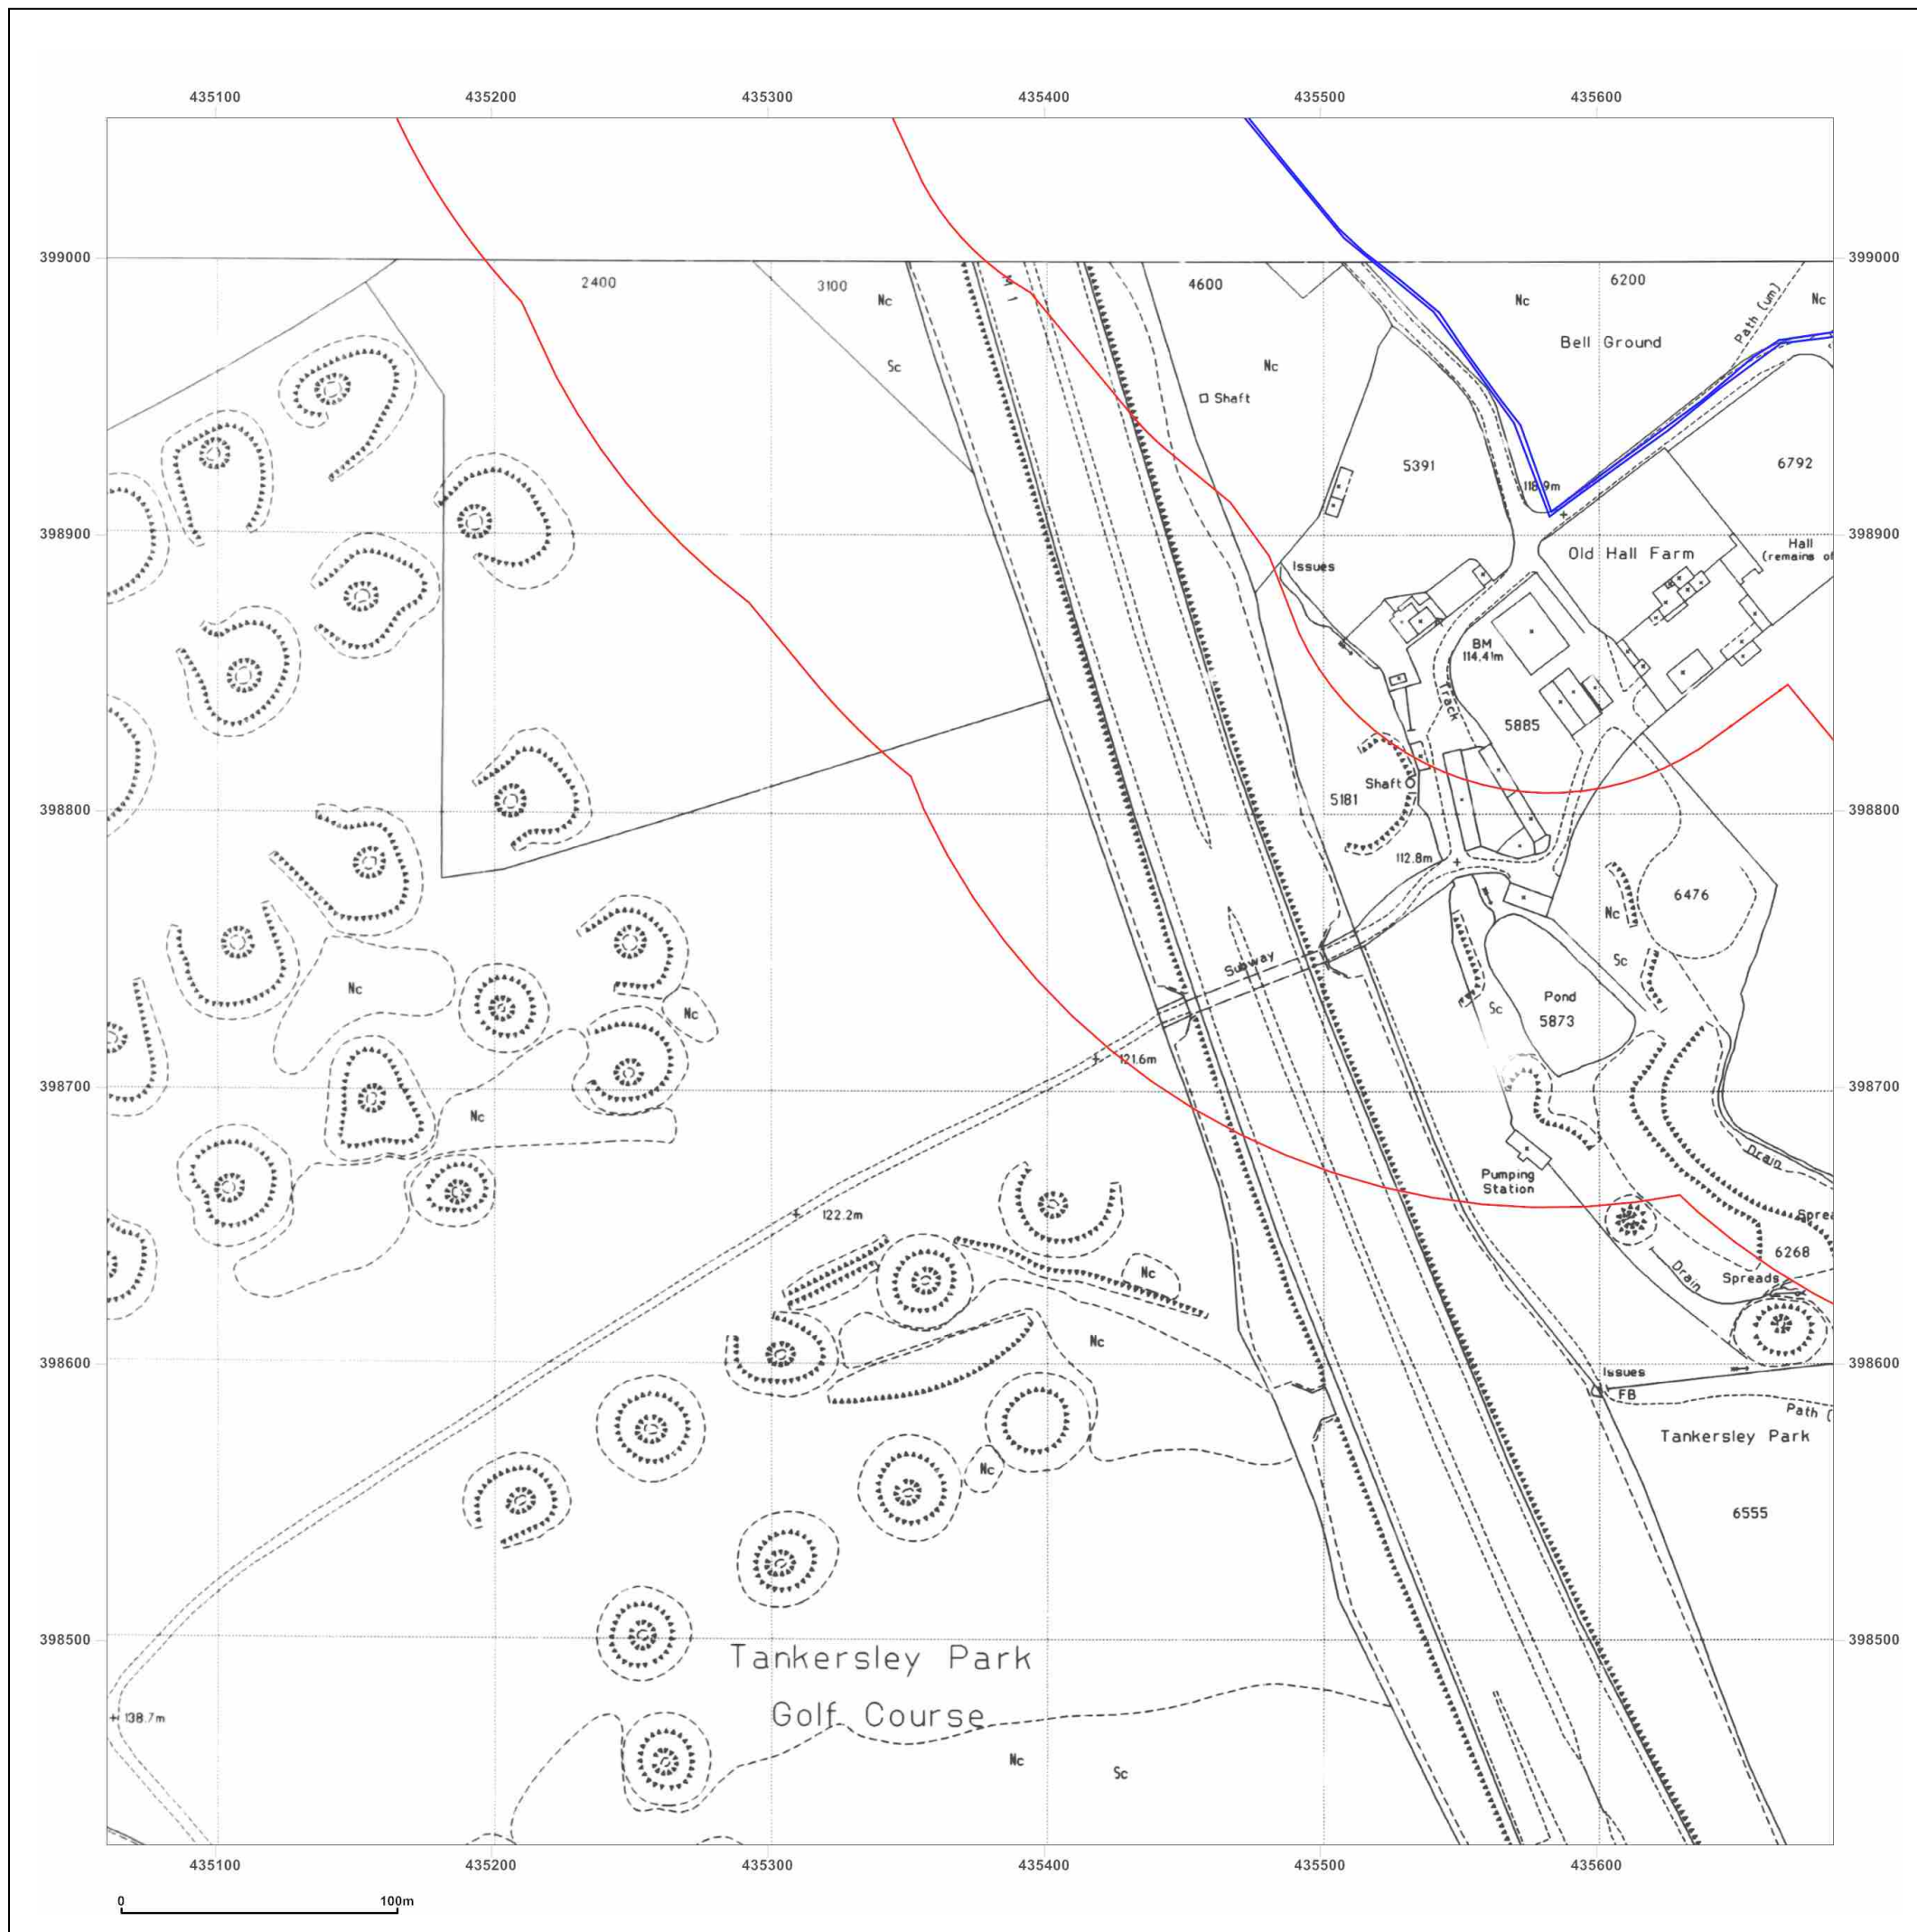 435100 435200 435300 435400 435500 435600
399000 399000
2400 3100 4600 6200
Nc M 1 Nc Nc
Path (um)
Bell Ground
Sc Nc
Shaft
5391 6792
118.9m
398900 398900
Old Hall Farm Hall
(remains of
Issues
BM
114.41m
Track
5885
Shaft
5181
398800 398800
112.8m
6476
Nc
Subway Sc
Nc Pond
Sc
5873
Nc
121.6m
398700 398700
Nc
Drain
Pumping
Station
122.2m
6268
Nc Drain Spreads
Nc
398600 398600
Issues
FB
Path (
Tankersley Park
Nc
6555
398500 398500
Tankersley Park
Golf Course
138.7m
Nc
Sc
435100 435200 435300 435400 435500 435600
0 100m